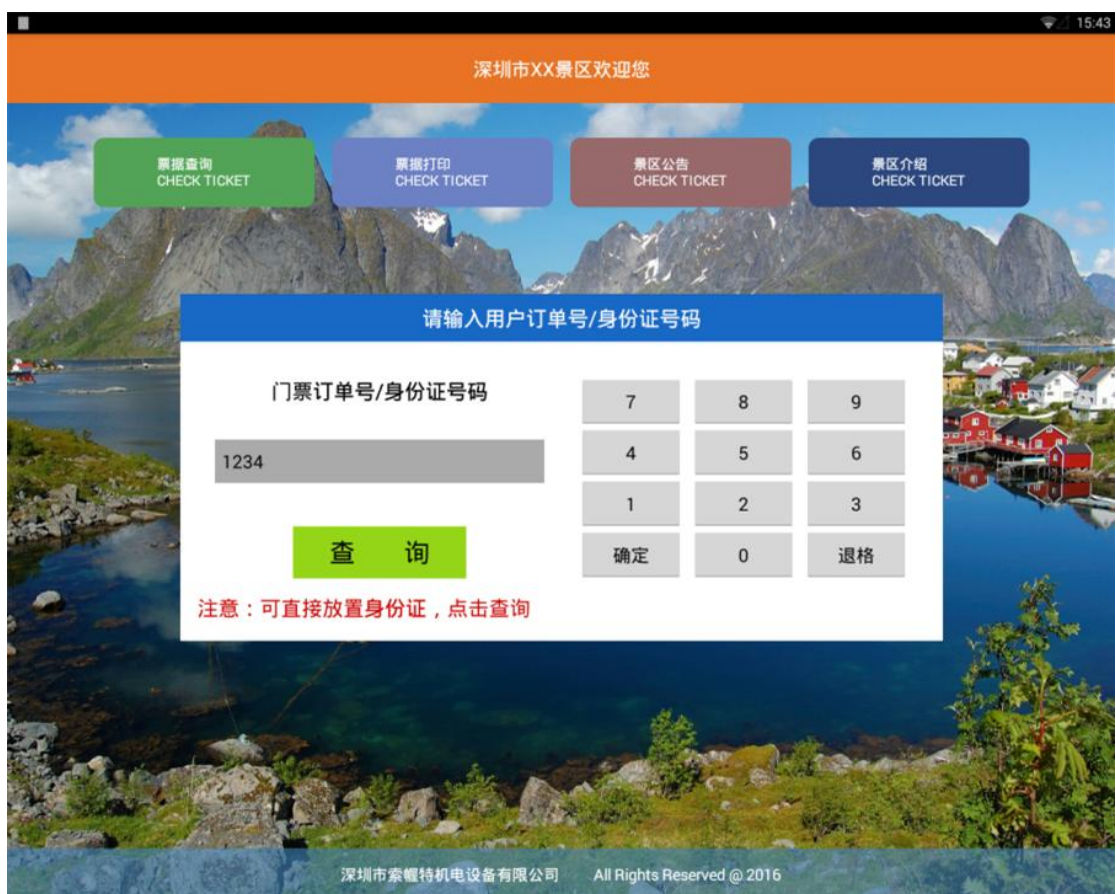 15:43
深圳市XX景区欢迎您
票据查询
CHECK TICKET
票据打印
CHECK TICKET
景区公告
CHECK TICKET
景区介绍
CHECK TICKET
请输入用户订单号/身份证号码
门票订单号/身份证号码
1234
查 询
注意：可直接放置身份证，点击查询
7 8 9
4 5 6
1 2 3
确定 0 退格
深圳市索幄特机电设备有限公司 All Rights Reserved @ 2016